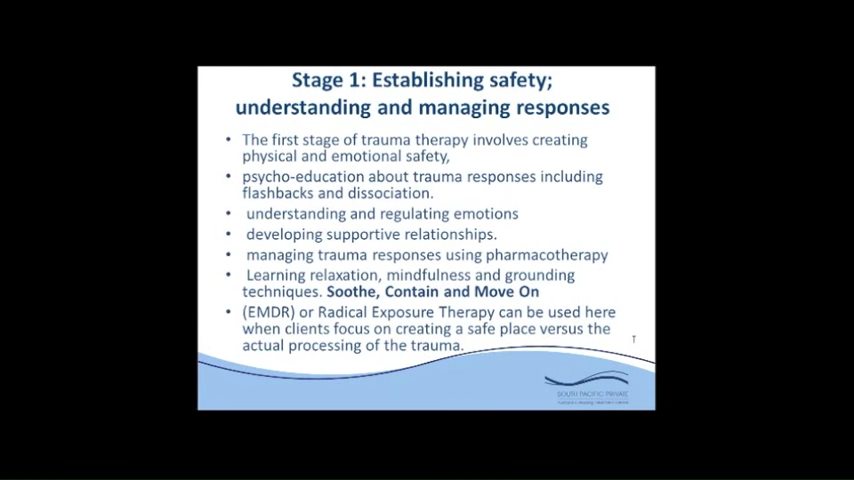 Stage 1: Establishing safety;
understanding and managing responses
• The first stage of trauma therapy involves creating
physical and emotional safety,
• psycho-education about trauma responses including
flashbacks and dissociation.
• understanding and regulating emotions
• developing supportive relationships.
• managing trauma responses using pharmacotherapy
• Learning relaxation, mindfulness and grounding
techniques. Soothe, Contain and Move On
• (EMDR) or Radical Exposure Therapy can be used here
when clients focus on creating a safe place versus the
actual processing of the trauma.
SOUTH PACIFIC PRIVATE